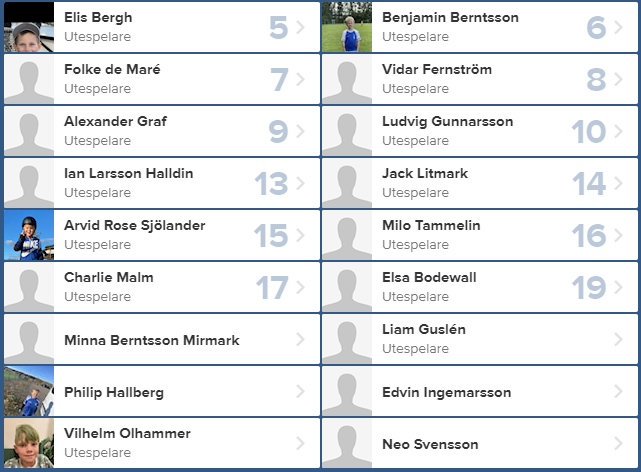 Elis Bergh
Utespelare
5
Benjamin Berntsson
Utespelare
6
Folke de Maré
Utespelare
7
Vidar Fernström
Utespelare
8
Alexander Graf
Utespelare
9
Ludvig Gunnarsson
Utespelare
10
Ian Larsson Halldin
Utespelare
13
Jack Litmark
Utespelare
14
Arvid Rose Sjölander
Utespelare
15
Milo Tammelin
Utespelare
16
Charlie Malm
Utespelare
17
Elsa Bodewall
Utespelare
19
Minna Berntsson Mirmark
Liam Guslén
Utespelare
Philip Hallberg
Edvin Ingemarsson
Vilhelm Olhammer
Utespelare
Neo Svensson